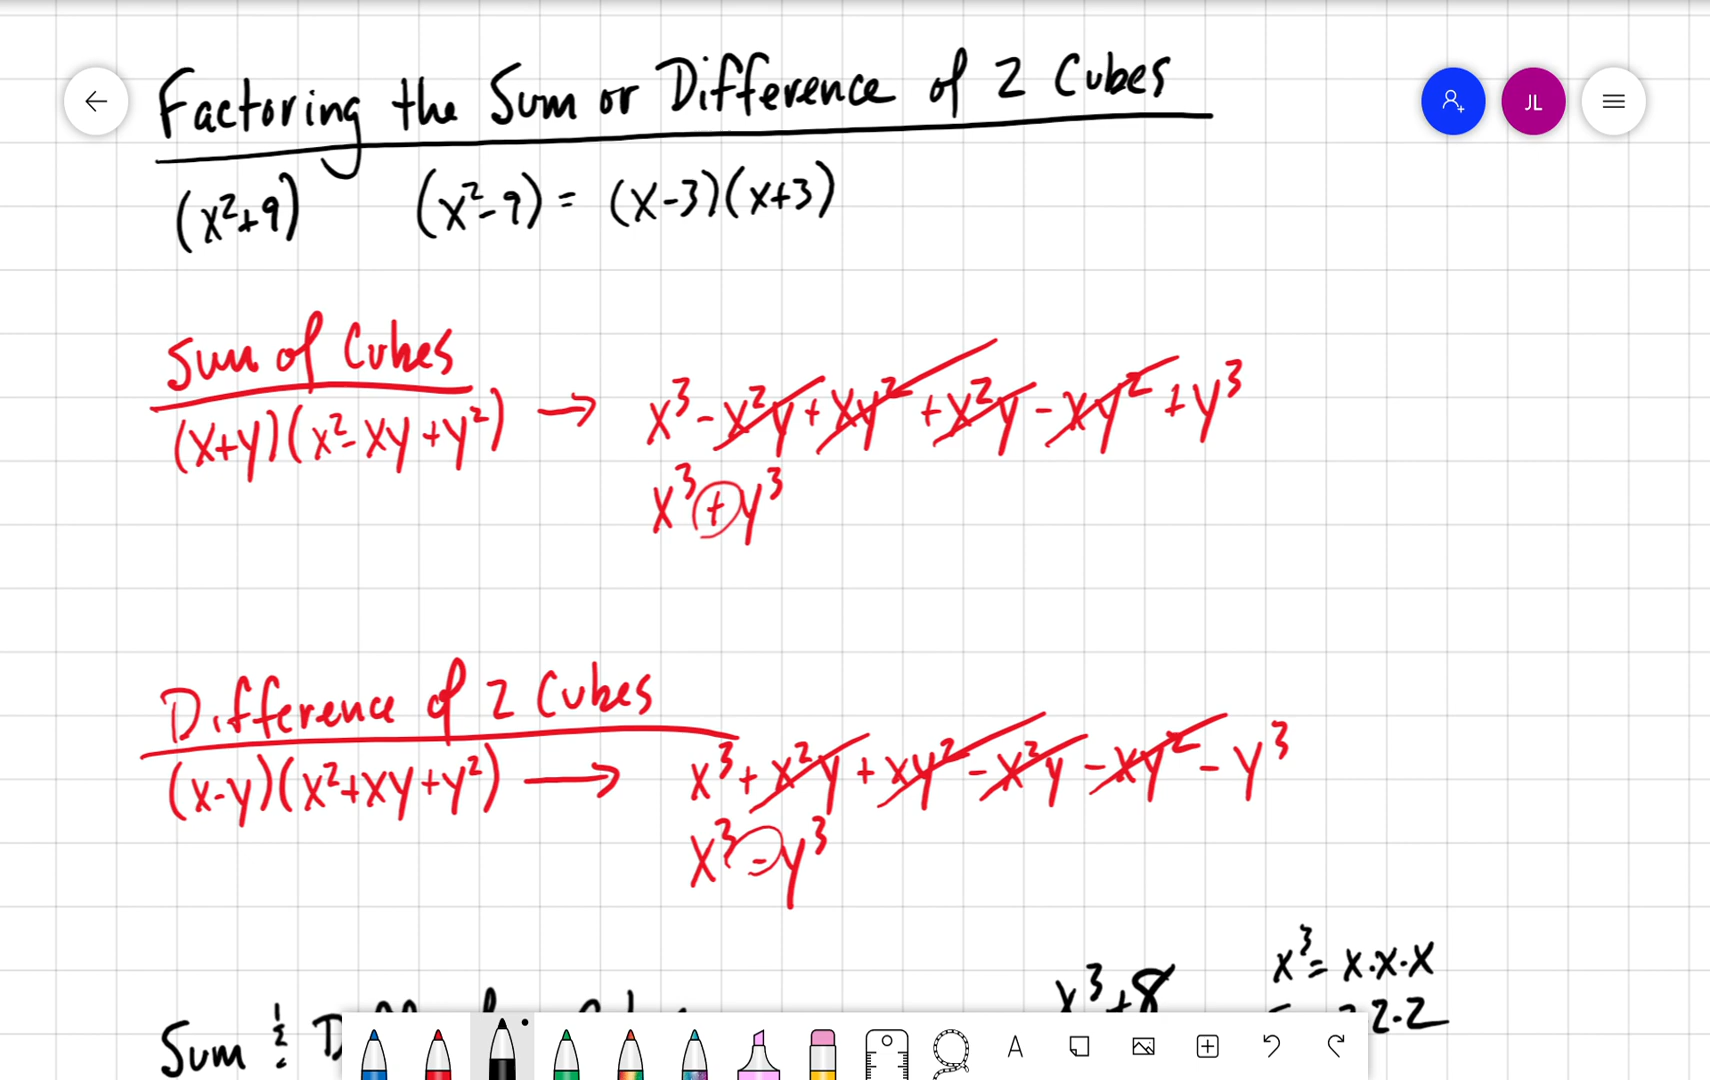 Factoring the Sum or Difference of 2 Cubes
JL
(x²+9) (x²-9) = (x-3)(x+3)
Sum of Cubes
(x+y)(x²-xy+y²) → x³-x²y+xy²+x²y-xy²+y³
x³+y³
Difference of 2 Cubes
(x-y)(x²+xy+y²) → x³+x²y+xy²-x²y-xy²-y³
x³-y³
x³+8 x³= x·x·x
2·2
Sum
A